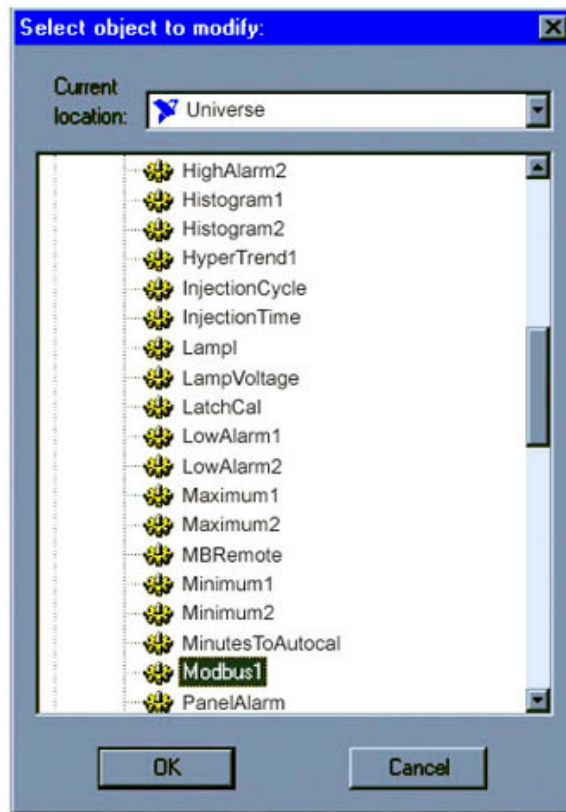 Select object to modify:
Current
location:
Universe
HighAlarm2
Histogram1
Histogram2
HyperTrend1
InjectionCycle
InjectionTime
LampI
LampVoltage
LatchCal
LowAlarm1
LowAlarm2
Maximum1
Maximum2
MBRemote
Minimum1
Minimum2
MinutesToAutocal
Modbus1
PanelAlarm
OK
Cancel